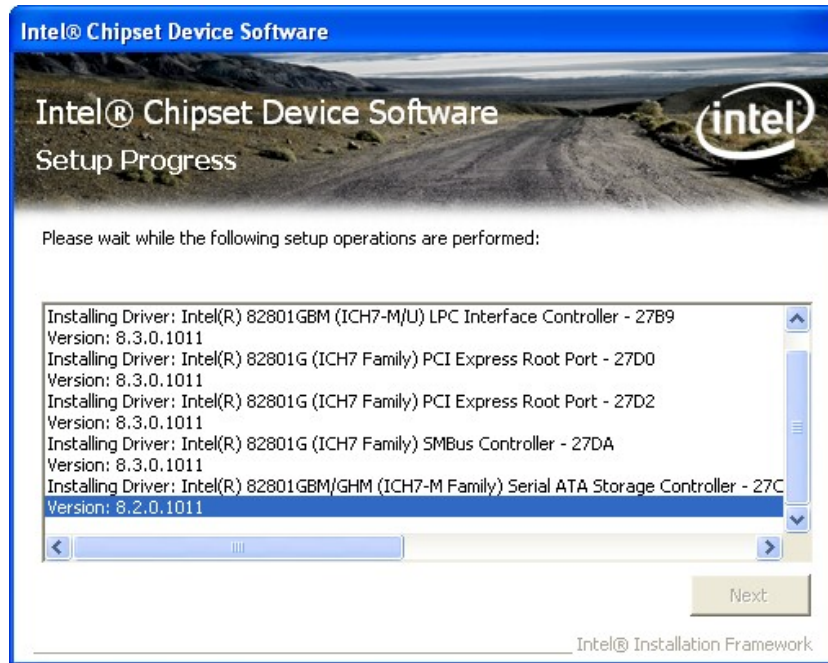 Intel® Chipset Device Software
Intel® Chipset Device Software
intel
Setup Progress
Please wait while the following setup operations are performed:
Installing Driver: Intel(R) 82801GBM (ICH7-M/U) LPC Interface Controller - 27B9
Version: 8.3.0.1011
Installing Driver: Intel(R) 82801G (ICH7 Family) PCI Express Root Port - 27D0
Version: 8.3.0.1011
Installing Driver: Intel(R) 82801G (ICH7 Family) PCI Express Root Port - 27D2
Version: 8.3.0.1011
Installing Driver: Intel(R) 82801G (ICH7 Family) SMBus Controller - 27DA
Version: 8.3.0.1011
Installing Driver: Intel(R) 82801GBM/GHM (ICH7-M Family) Serial ATA Storage Controller - 27C
Version: 8.2.0.1011
Next
Intel® Installation Framework